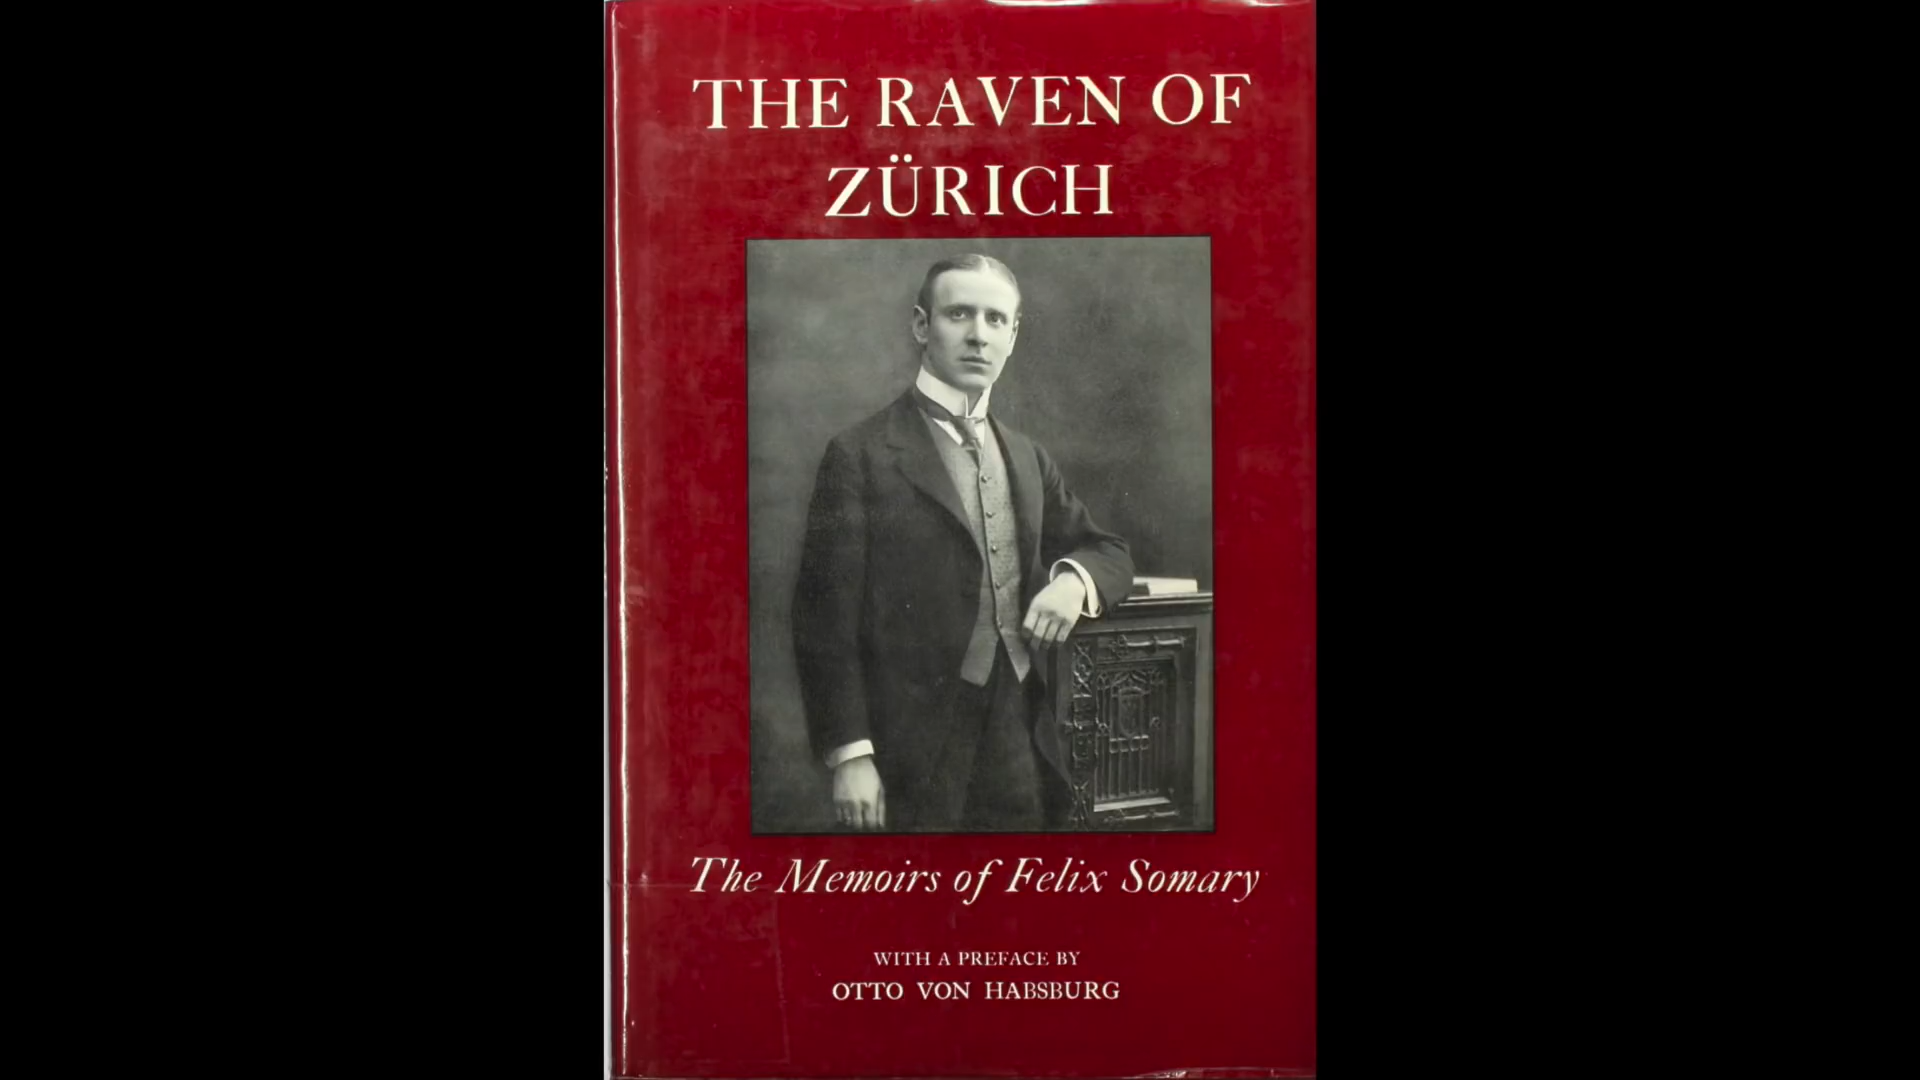 THE RAVEN OF
ZÜRICH
The Memoirs of Felix Somary
WITH A PREFACE BY
OTTO VON HABSBURG